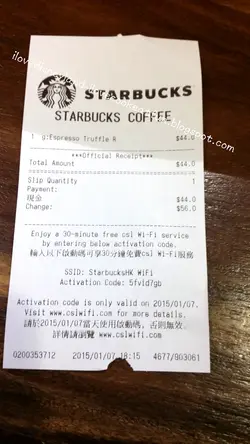 STARBUCKS
STARBUCKS COFFEE
1 g:Espresso Truffle R $44.0
***Official Receipt***
Total Amount $44.0
Slip Quantity 1
Payment:
現金 $44.0
Change: $56.0
Enjoy a 30-minute free csl Wi-Fi service
by entering below activation code.
輸入以下啟動碼可享30分鐘免費csl Wi-Fi服務
SSID: StarbucksHK WiFi
Activation Code: 5fvld7gb
Activation code is only valid on 2015/01/07.
Visit www.cslwifi.com for more details.
請於2015/01/07當天使用啟動碼，否則無效。
詳情請瀏覽 www.cslwifi.com
0200353712 2015/01/07 18:15 4677/903061